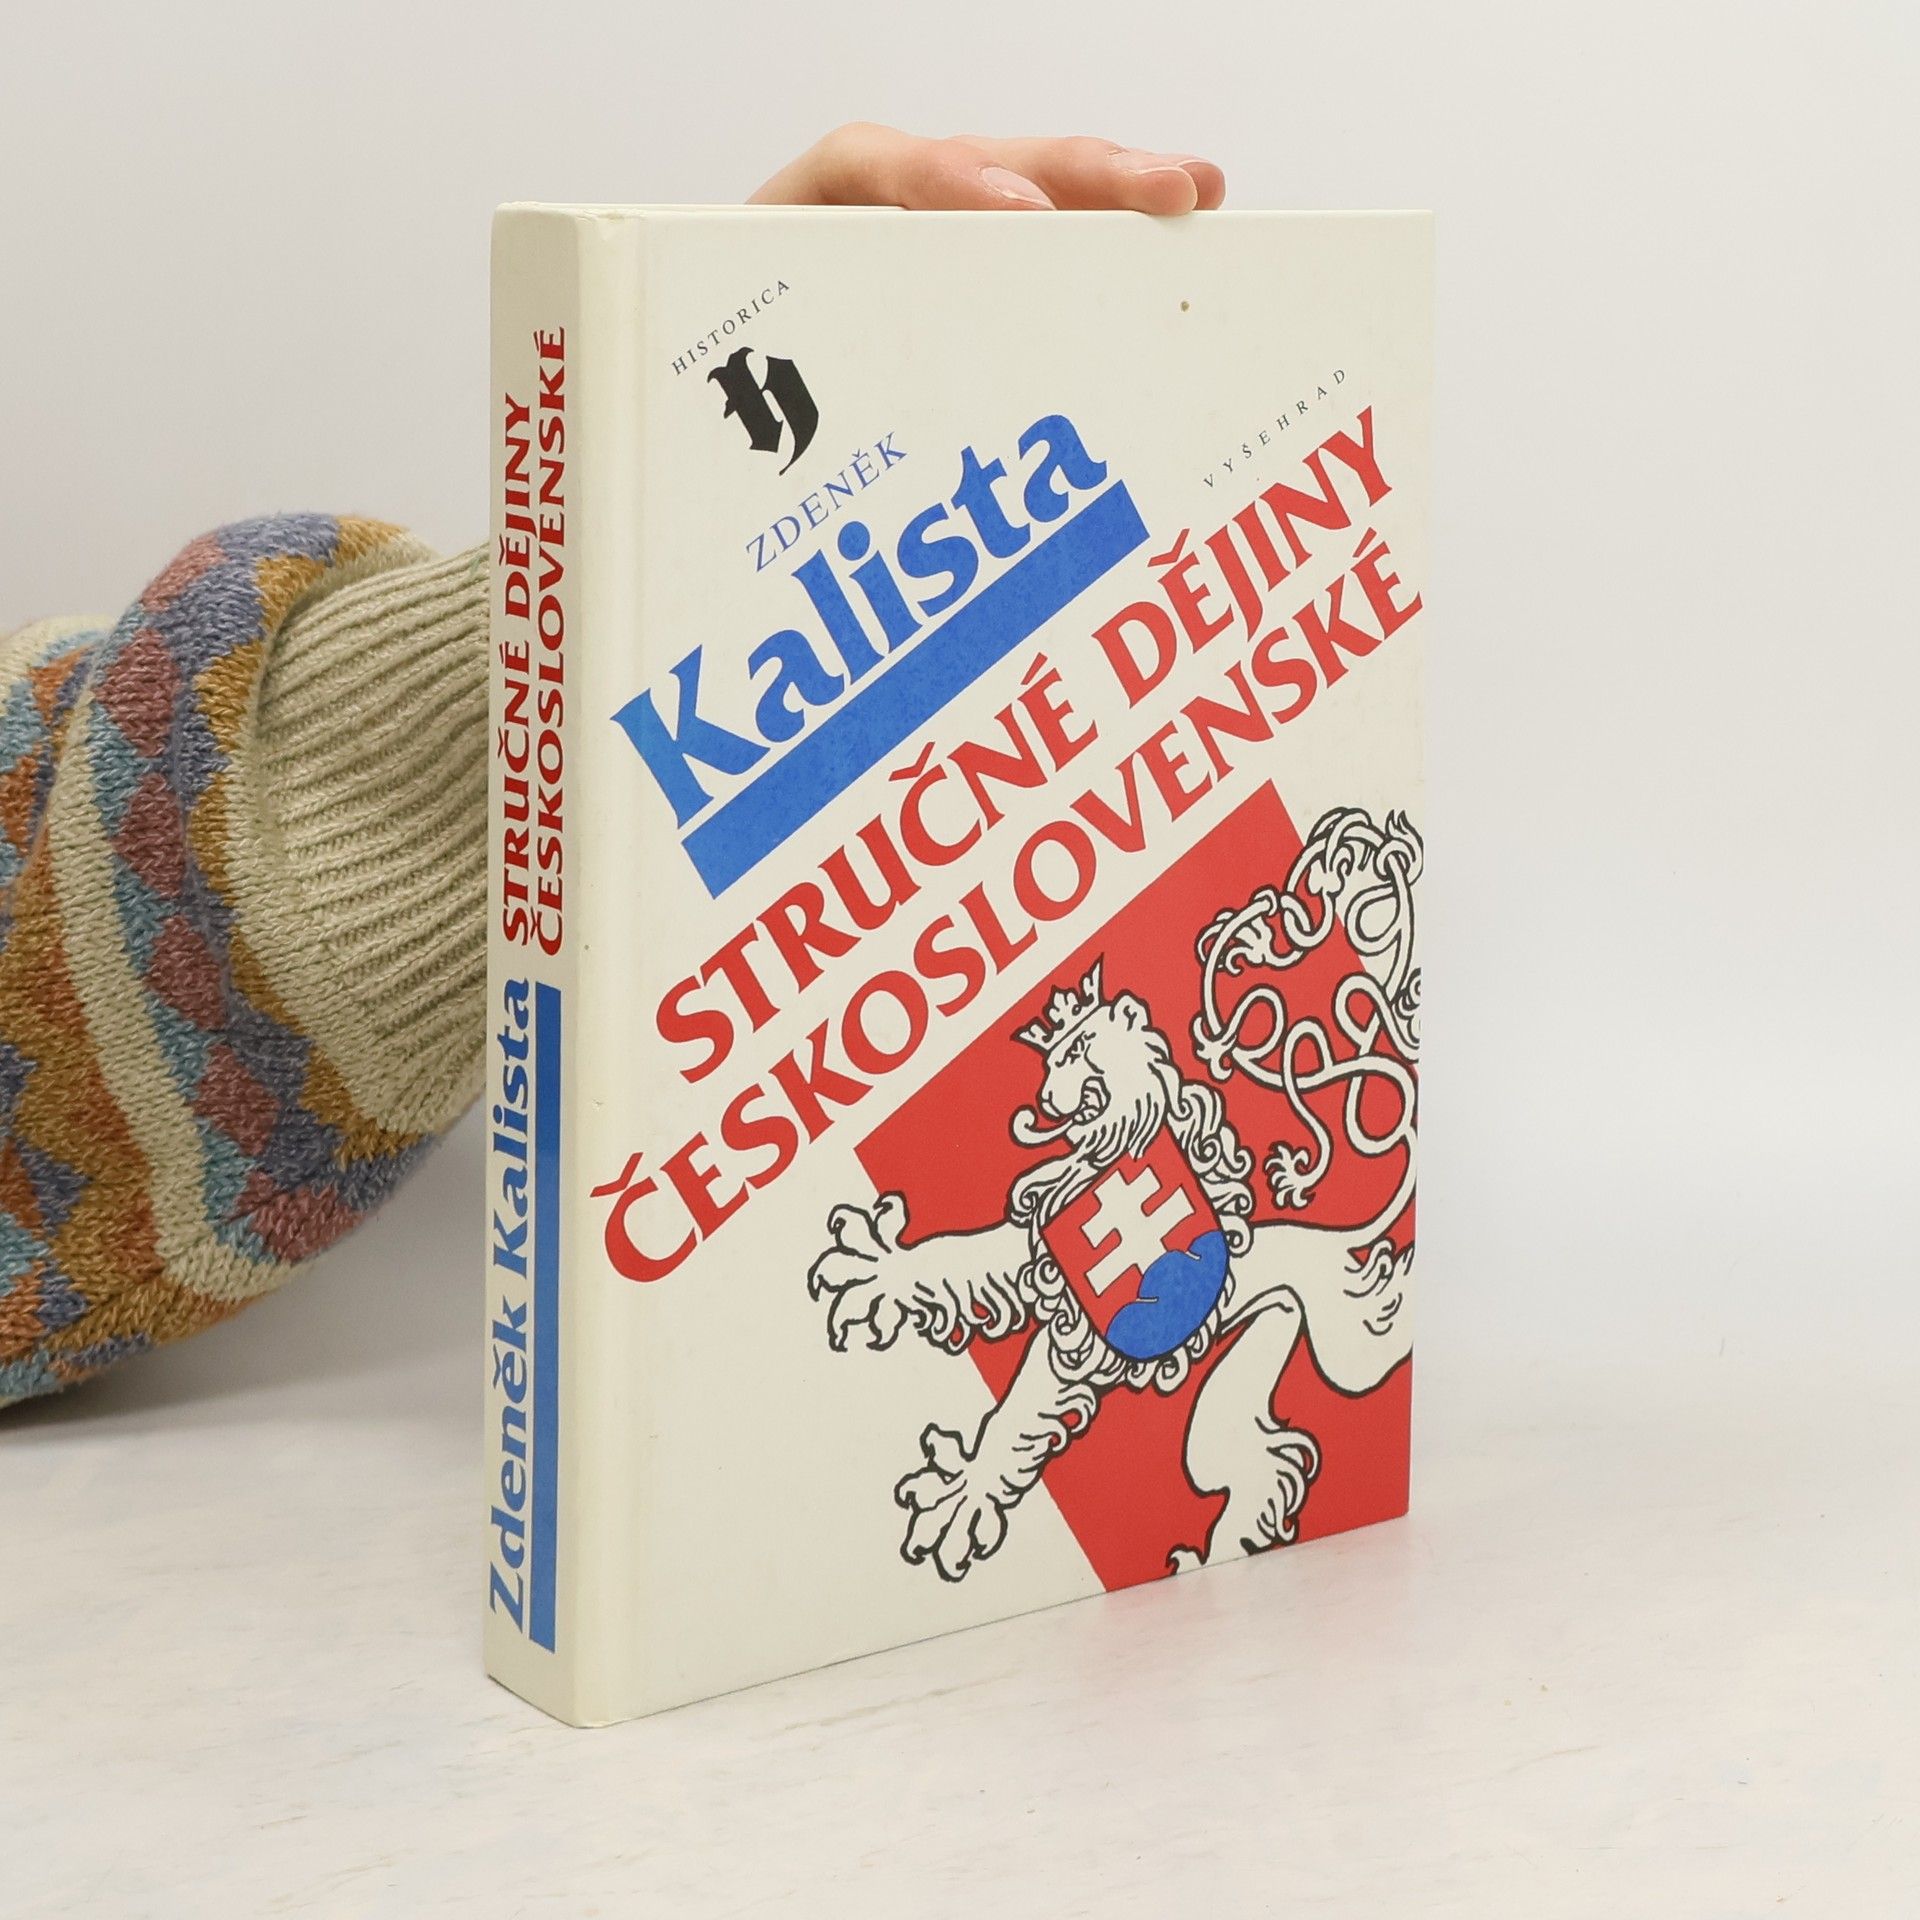 HISTORICA
h
ZDENĚK
Kalista
VYŠEHRAD
STRUČNÉ DĚJINY
ČESKOSLOVENSKÉ
Zdeněk Kalista
STRUČNÉ DĚJINY
ČESKOSLOVENSKÉ